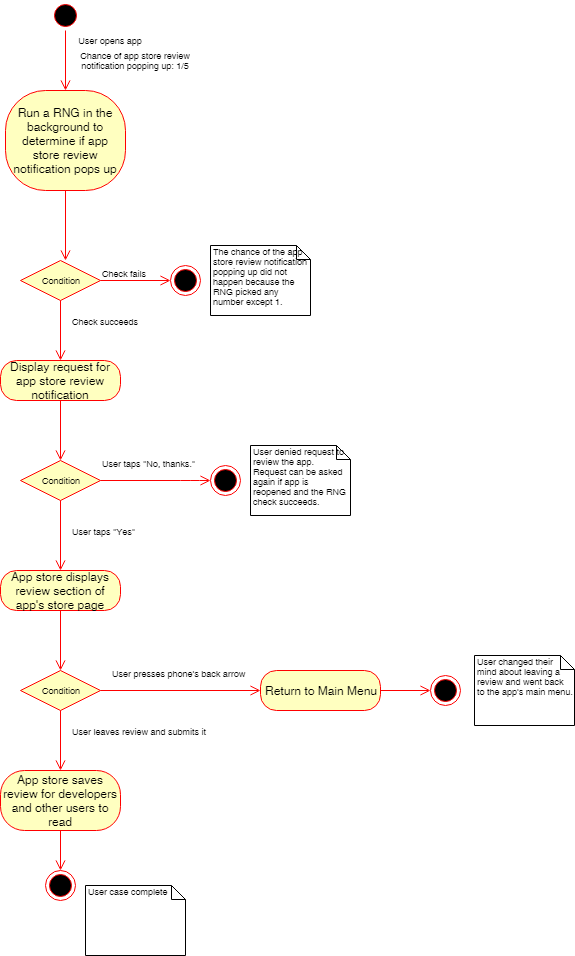 User opens app
Chance of app store review
notification popping up: 1/5
Run a RNG in the
background to
determine if app
store review
notification pops up
Condition
Check fails
The chance of the app
store review notification
popping up did not
happen because the
RNG picked any
number except 1.
Check succeeds
Display request for
app store review
notification
Condition
User taps "No, thanks."
User denied request to
review the app.
Request can be asked
again if app is
reopened and the RNG
check succeeds.
User taps "Yes"
App store displays
review section of
app's store page
Condition
User presses phone's back arrow
Return to Main Menu
User changed their
mind about leaving a
review and went back
to the app's main menu.
User leaves review and submits it
App store saves
review for developers
and other users to
read
User case complete